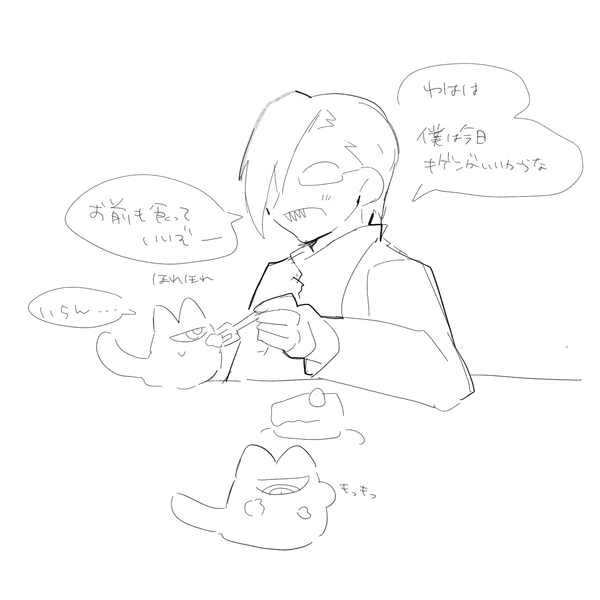 わはは
僕は今日
キゲンがいいからな
お前も食って
いいぞー
ほれほれ
いらん…
もっもっ